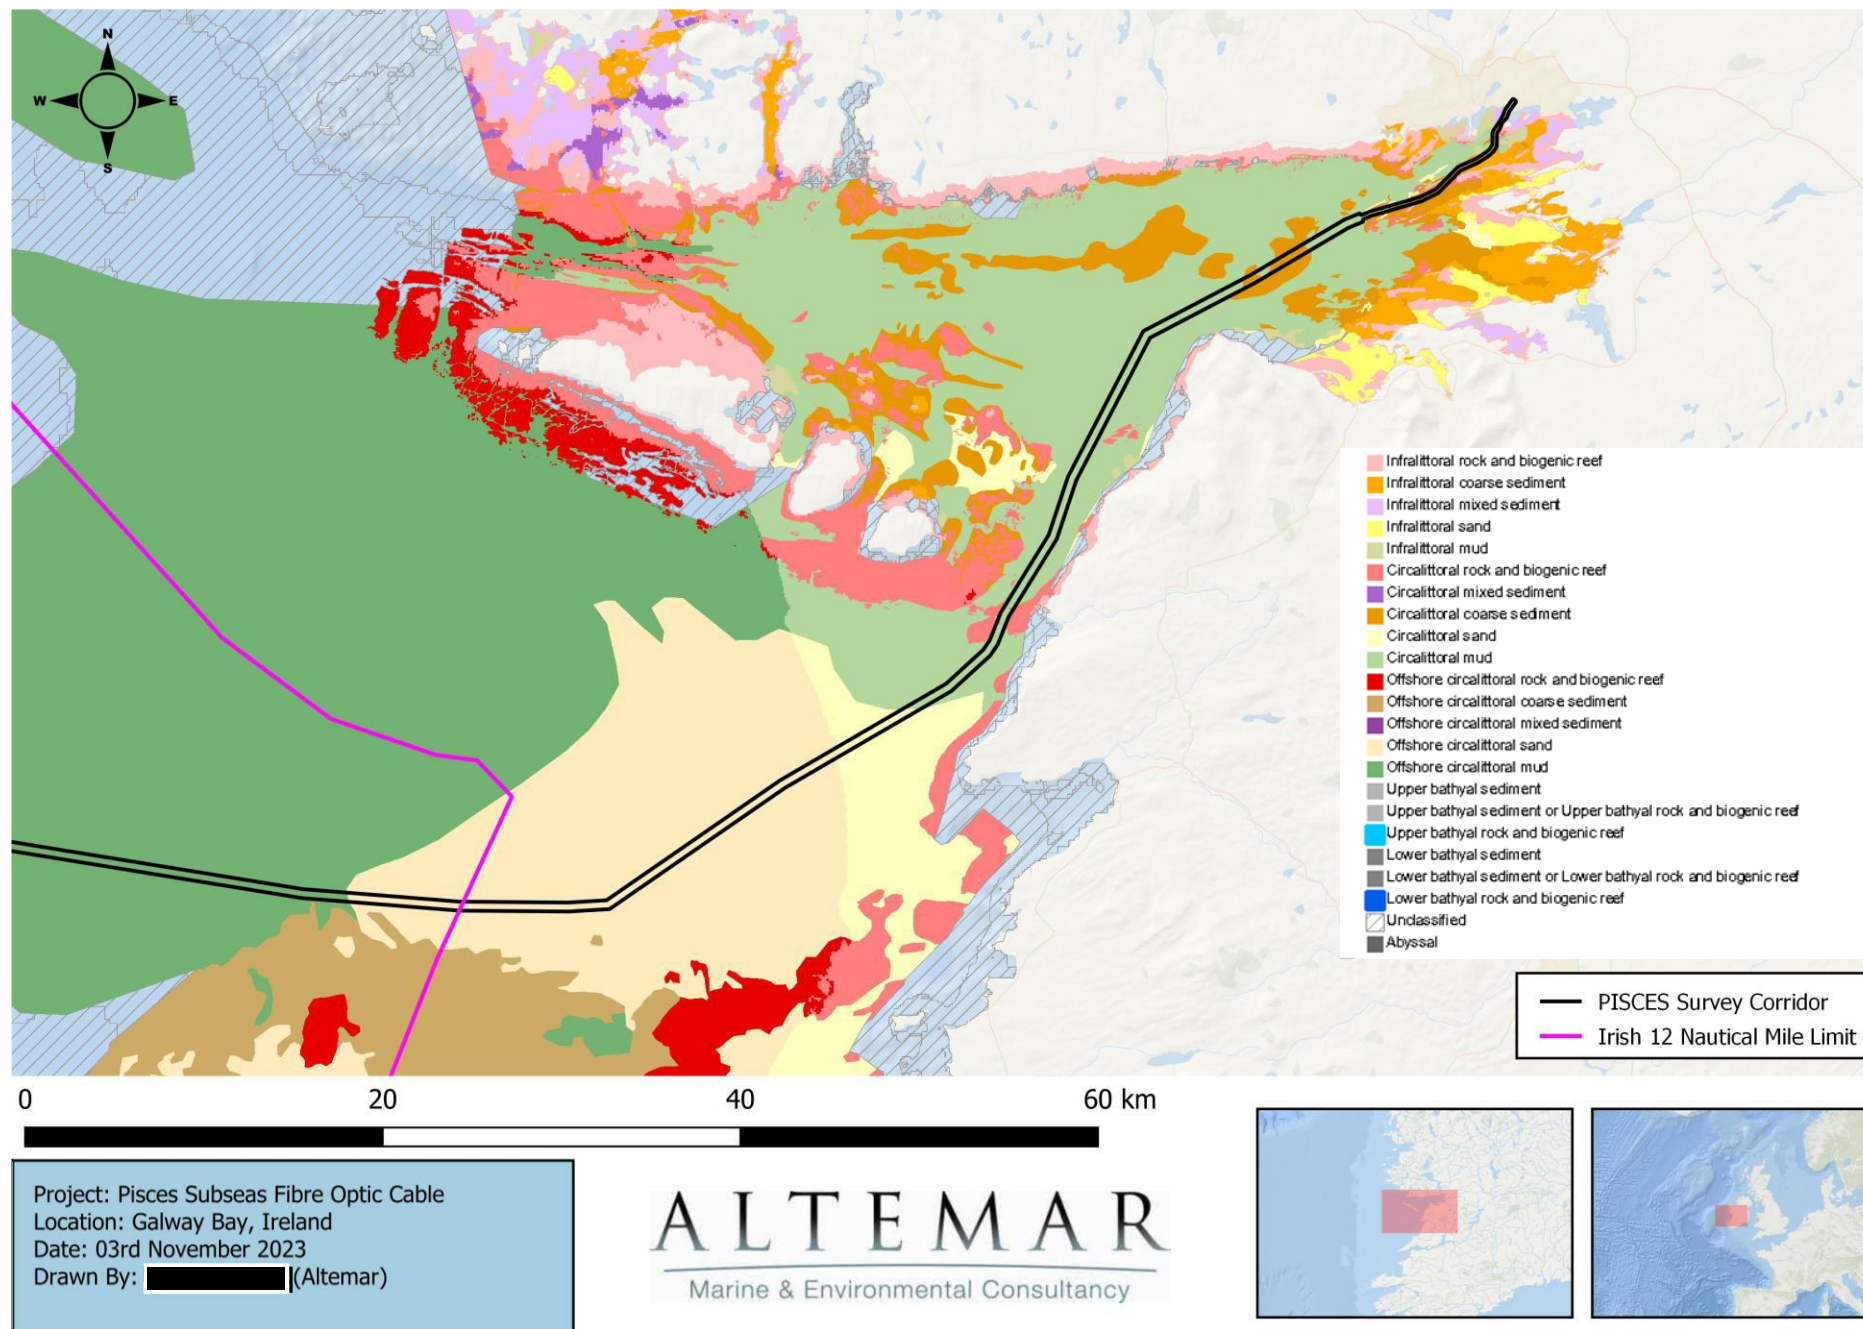 N
W E
S
Infralittoral rock and biogenic reef
Infralittoral coarse sediment
Infralittoral mixed sediment
Infralittoral sand
Infralittoral mud
Circalittoral rock and biogenic reef
Circalittoral mixed sediment
Circalittoral coarse sediment
Circalittoral sand
Circalittoral mud
Offshore circalittoral rock and biogenic reef
Offshore circalittoral coarse sediment
Offshore circalittoral mixed sediment
Offshore circalittoral sand
Offshore circalittoral mud
Upper bathyal sediment
Upper bathyal sediment or Upper bathyal rock and biogenic reef
Upper bathyal rock and biogenic reef
Lower bathyal sediment
Lower bathyal sediment or Lower bathyal rock and biogenic reef
Lower bathyal rock and biogenic reef
Unclassified
Abyssal
PISCES Survey Corridor
Irish 12 Nautical Mile Limit
0 20 40 60 km
Project: Pisces Subseas Fibre Optic Cable
Location: Galway Bay, Ireland
Date: 03rd November 2023
Drawn By: (Altemar)
ALTEMAR
Marine & Environmental Consultancy